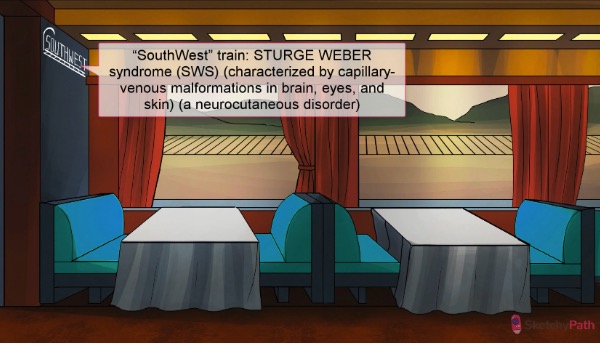 SOUTHWEST
“SouthWest” train: STURGE WEBER
syndrome (SWS) (characterized by capillary-
venous malformations in brain, eyes, and
skin) (a neurocutaneous disorder)
SketchyPath